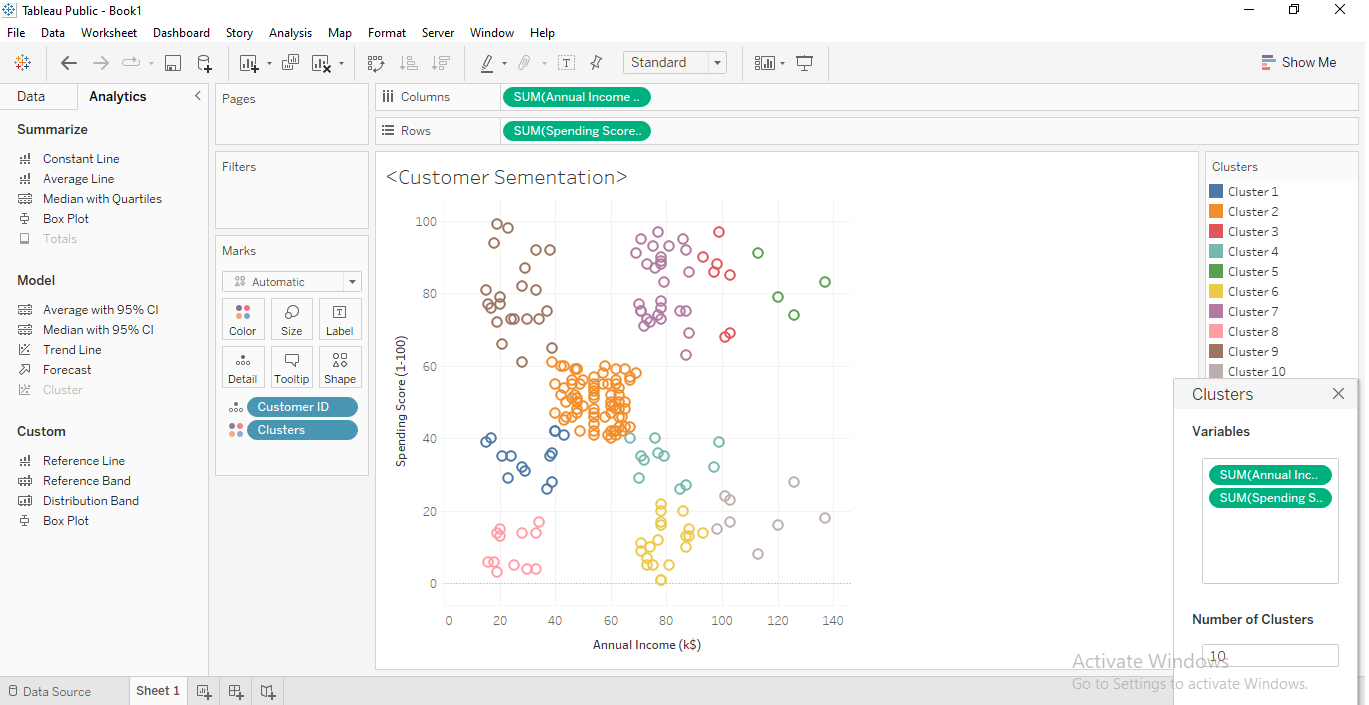 Tableau Public - Book1
File Data Worksheet Dashboard Story Analysis Map Format Server Window Help
Standard
Show Me
Data Analytics
Summarize
Constant Line
Average Line
Median with Quartiles
Box Plot
Totals
Model
Average with 95% CI
Median with 95% CI
Trend Line
Forecast
Cluster
Custom
Reference Line
Reference Band
Distribution Band
Box Plot
Pages
Filters
Marks
Automatic
Color Size Label
Detail Tooltip Shape
Customer ID
Clusters
Columns SUM(Annual Income ..
Rows SUM(Spending Score..
<Customer Sementation>
Spending Score (1-100)
100
80
60
40
20
0
0 20 40 60 80 100 120 140
Annual Income (k$)
Clusters
Cluster 1
Cluster 2
Cluster 3
Cluster 4
Cluster 5
Cluster 6
Cluster 7
Cluster 8
Cluster 9
Cluster 10
Clusters
Variables
SUM(Annual Inc..
SUM(Spending S..
Number of Clusters
10
Activate Windows
Go to Settings to activate Windows.
Data Source Sheet 1